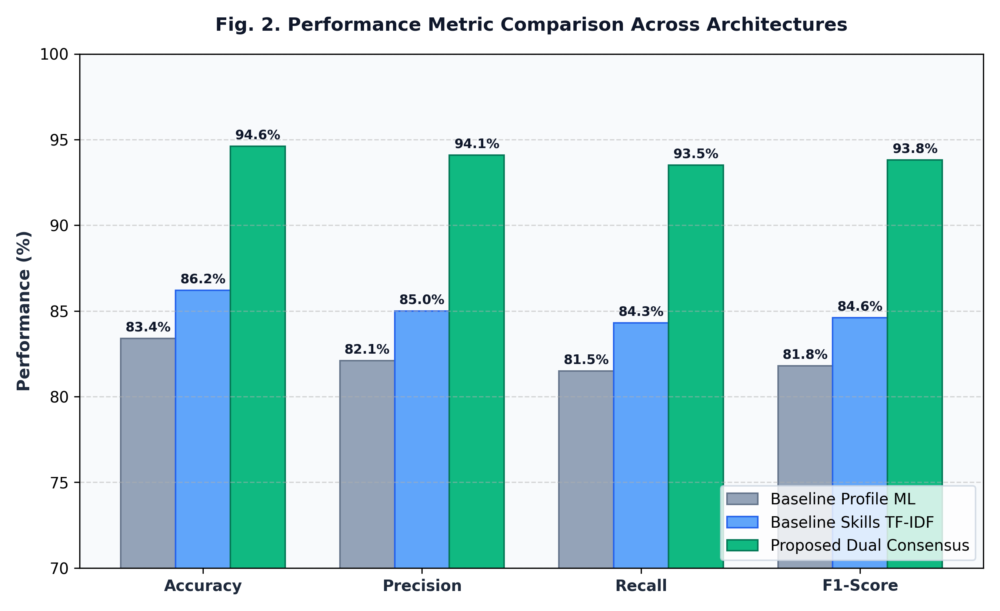 Fig. 2. Performance Metric Comparison Across Architectures
Performance (%)
100
95
90
85
80
75
70
83.4%
86.2%
94.6%
82.1%
85.0%
94.1%
81.5%
84.3%
93.5%
81.8%
84.6%
93.8%
Baseline Profile ML
Baseline Skills TF-IDF
Proposed Dual Consensus
Accuracy
Precision
Recall
F1-Score